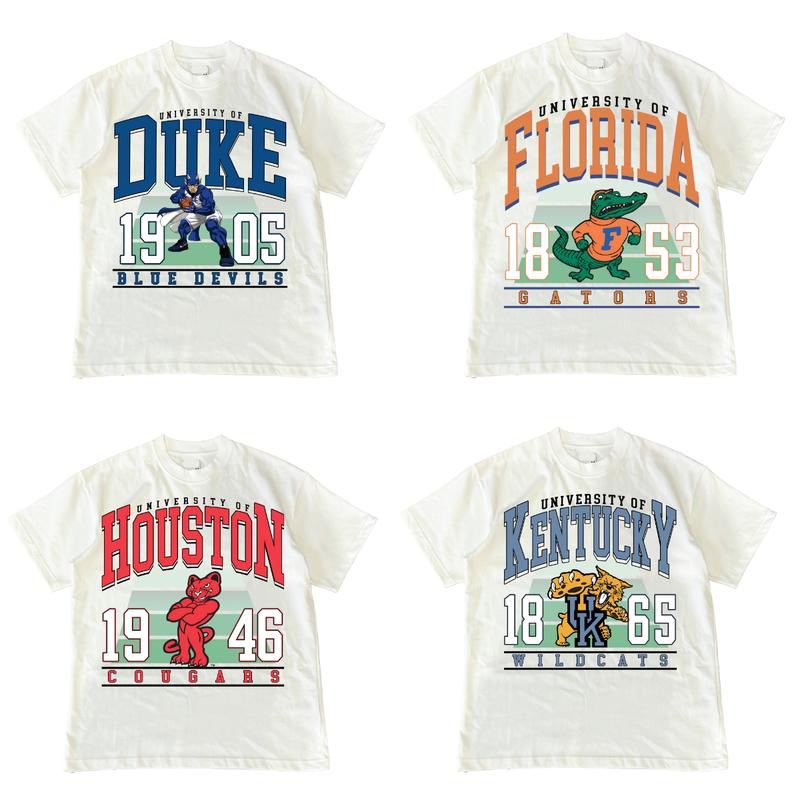 UNIVERSITY OF
DUKE
19 05
BLUE DEVILS
UNIVERSITY OF
FLORIDA
F
18 53
GATORS
UNIVERSITY OF
HOUSTON
19 46
COUGARS
UNIVERSITY OF
KENTUCKY
UK
18 65
WILDCATS